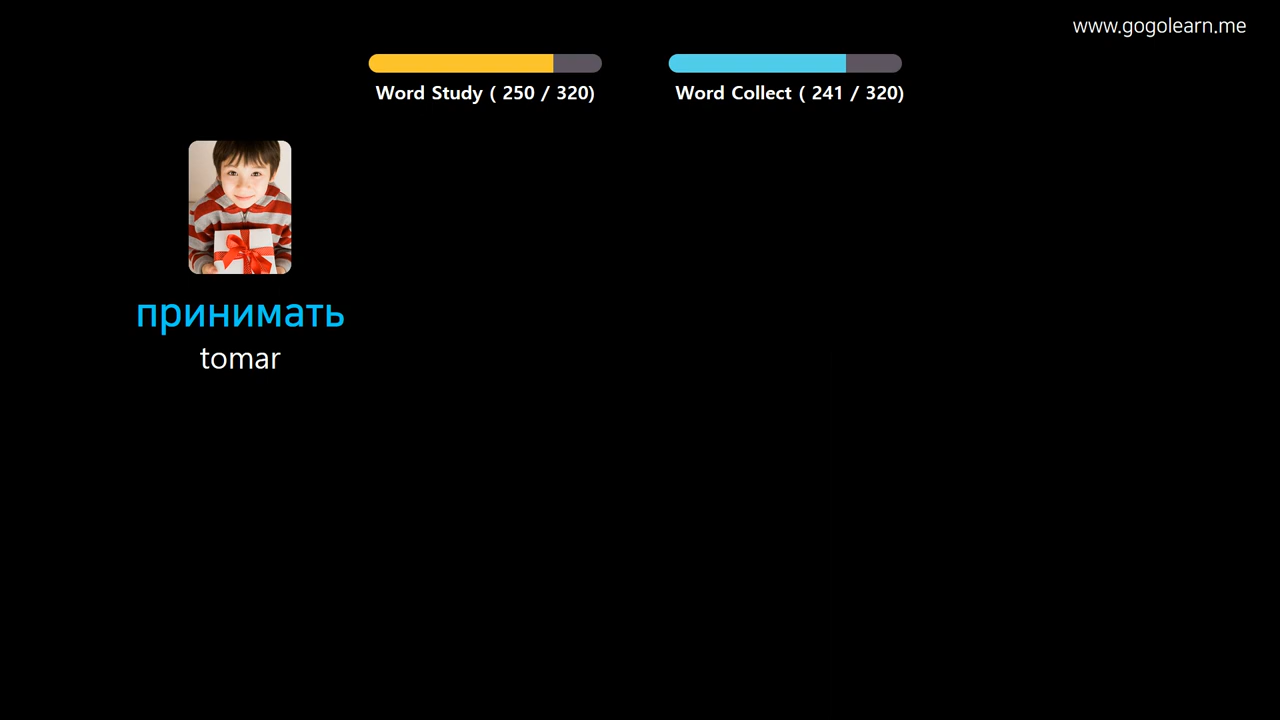 www.gogolearn.me
Word Study ( 250 / 320)
Word Collect ( 241 / 320)
принимать
tomar